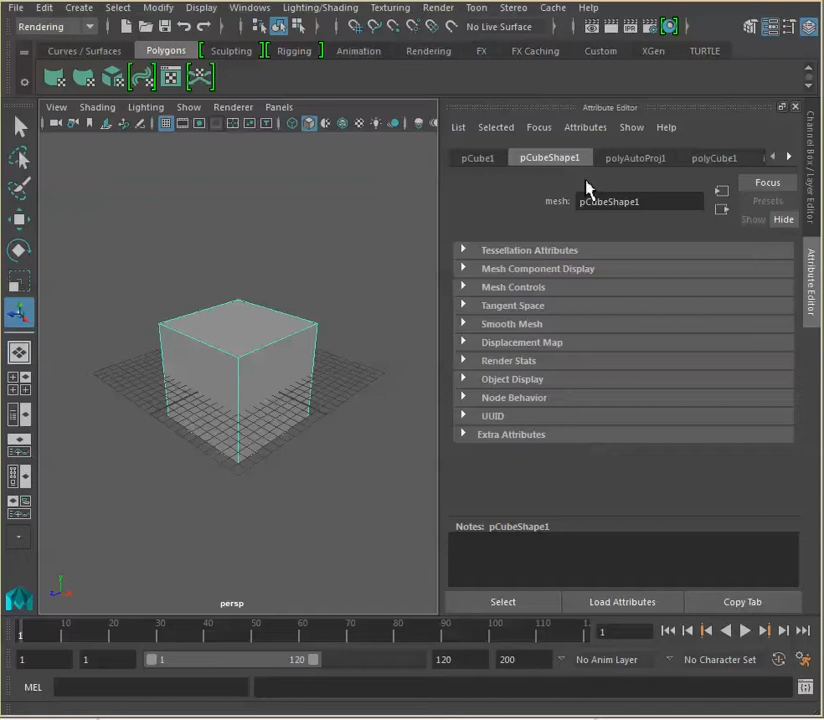 File Edit Create Select Modify Display Windows Lighting/Shading Texturing Render Toon Stereo Cache Help
Rendering No Live Surface
Curves / Surfaces Polygons Sculpting Rigging Animation Rendering FX FX Caching Custom XGen TURTLE
View Shading Lighting Show Renderer Panels
Attribute Editor
List Selected Focus Attributes Show Help
pCube1 pCubeShape1 polyAutoProj1 polyCube1
Focus
mesh: pCubeShape1
Presets
Show Hide
Tessellation Attributes
Mesh Component Display
Mesh Controls
Tangent Space
Smooth Mesh
Displacement Map
Render Stats
Object Display
Node Behavior
UUID
Extra Attributes
Notes: pCubeShape1
Select Load Attributes Copy Tab
Channel Box / Layer Editor
Attribute Editor
y
persp
1 10 20 30 40 50 60 70 80 90 100 110 1
1
1 1 1 120 120 200 No Anim Layer No Character Set
MEL